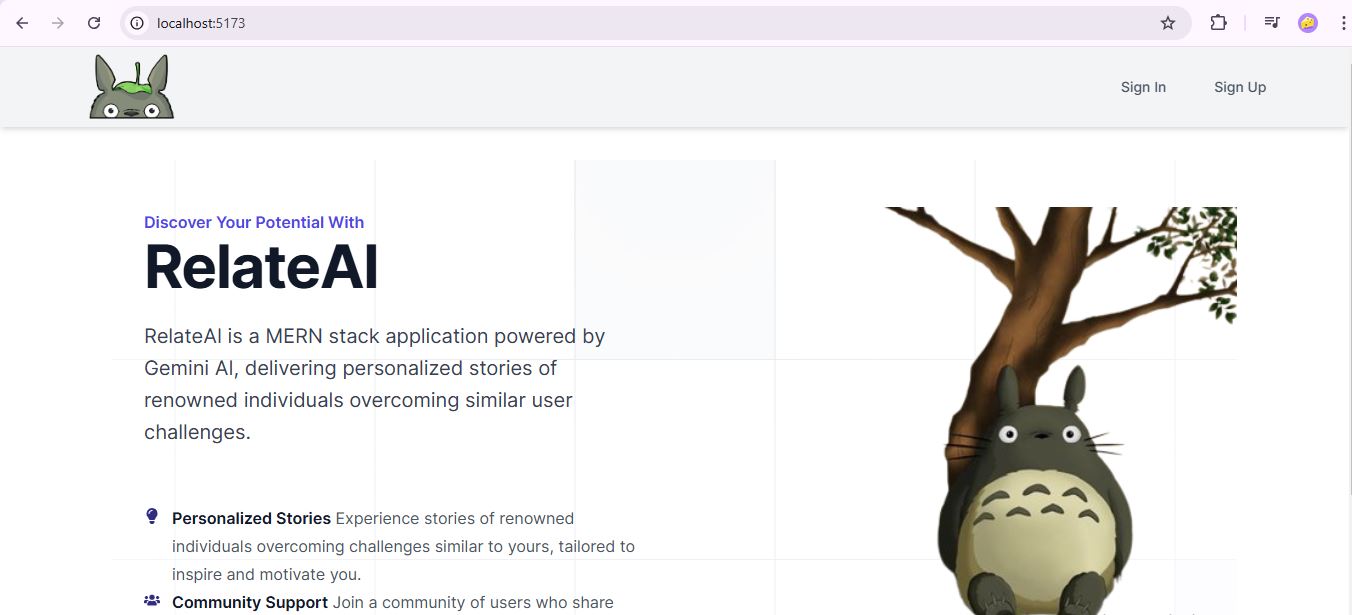 localhost:5173
Sign In
Sign Up
Discover Your Potential With
RelateAI
RelateAI is a MERN stack application powered by
Gemini AI, delivering personalized stories of
renowned individuals overcoming similar user
challenges.
Personalized Stories Experience stories of renowned
individuals overcoming challenges similar to yours, tailored to
inspire and motivate you.
Community Support Join a community of users who share